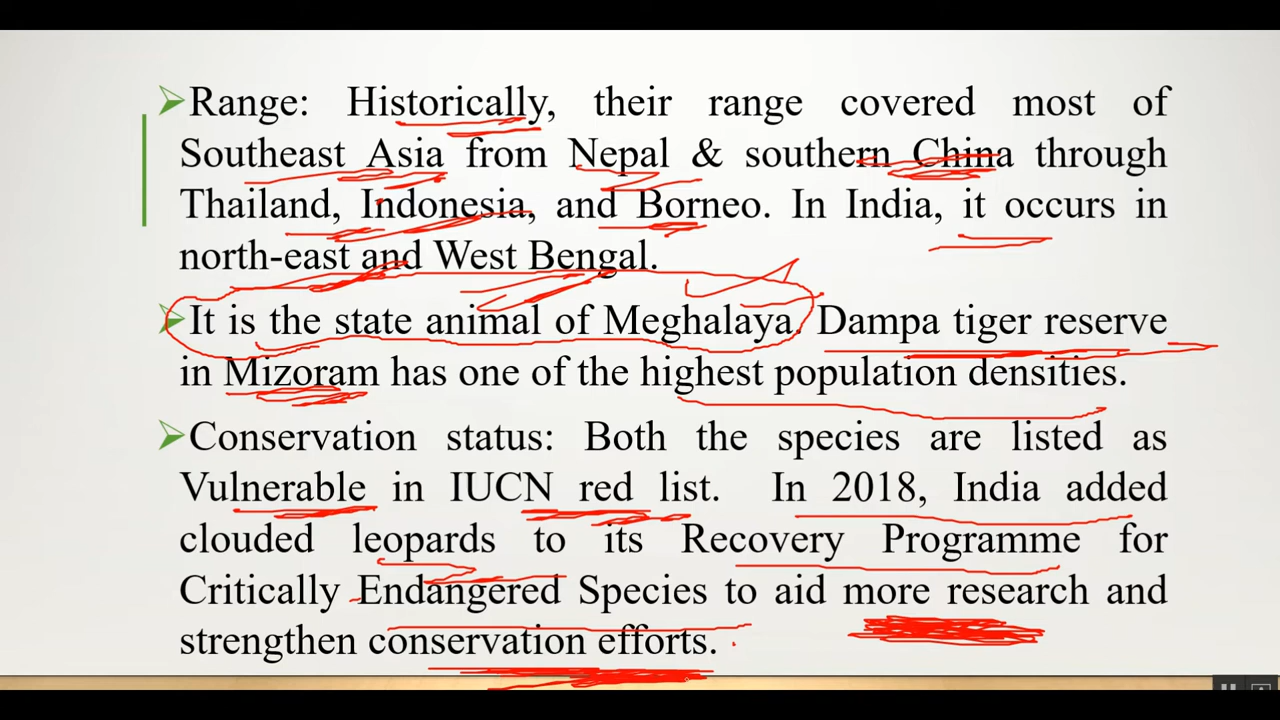 Range: Historically, their range covered most of
Southeast Asia from Nepal & southern China through
Thailand, Indonesia, and Borneo. In India, it occurs in
north-east and West Bengal.
It is the state animal of Meghalaya. Dampa tiger reserve
in Mizoram has one of the highest population densities.
Conservation status: Both the species are listed as
Vulnerable in IUCN red list. In 2018, India added
clouded leopards to its Recovery Programme for
Critically Endangered Species to aid more research and
strengthen conservation efforts.